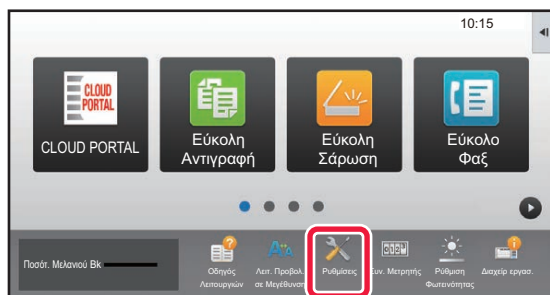 10:15
CLOUD
PORTAL
CLOUD PORTAL
Εύκολη
Αντιγραφή
Εύκολη
Σάρωση
Εύκολο
Φαξ
Ποσότ. Μελανιού Bk
Οδηγός
Λειτουργιών
Λειτ. Προβολ.
σε Μεγέθυνση
Ρυθμίσεις
Συν. Μετρητής
Ρύθμιση
Φωτεινότητας
Διαχείρ εργασ.